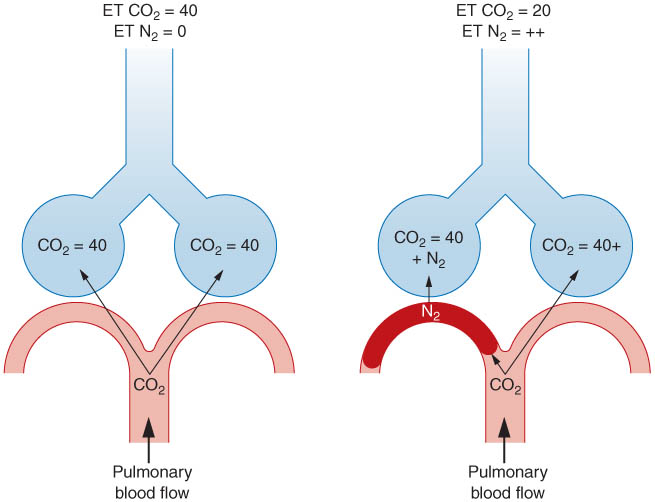 ET CO₂ = 40
ET N₂ = 0
CO₂ = 40
CO₂ = 40
CO₂
Pulmonary
blood flow
ET CO₂ = 20
ET N₂ = ++
CO₂ = 40
+ N₂
CO₂ = 40+
N₂
CO₂
Pulmonary
blood flow